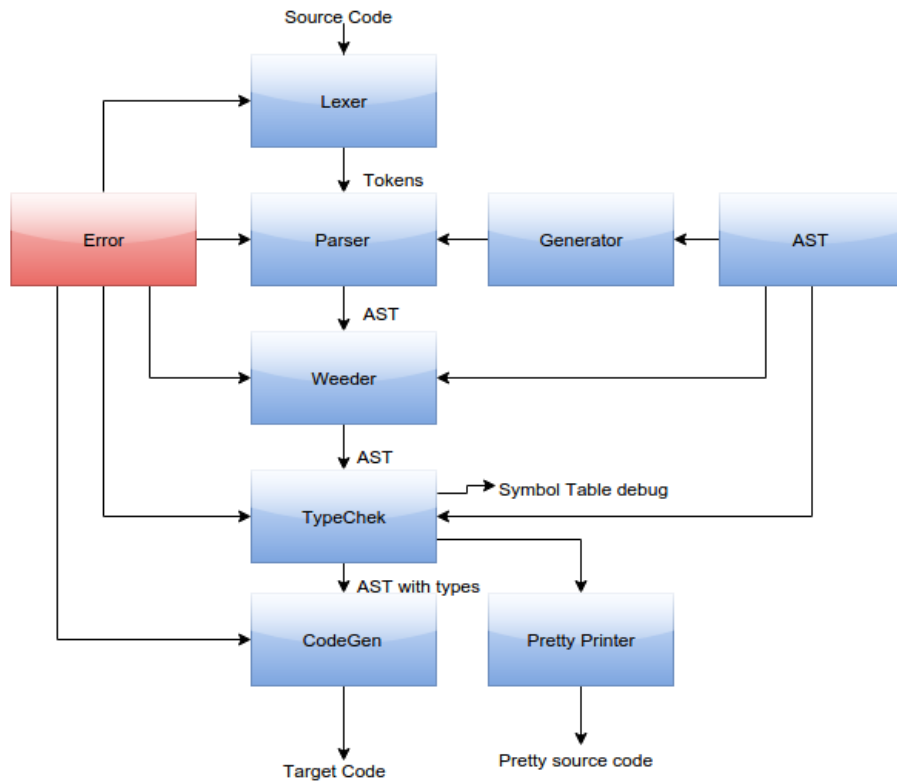 Source Code
Lexer
Tokens
Error
Parser
Generator
AST
AST
Weeder
AST
Symbol Table debug
TypeChek
AST with types
CodeGen
Pretty Printer
Pretty source code
Target Code